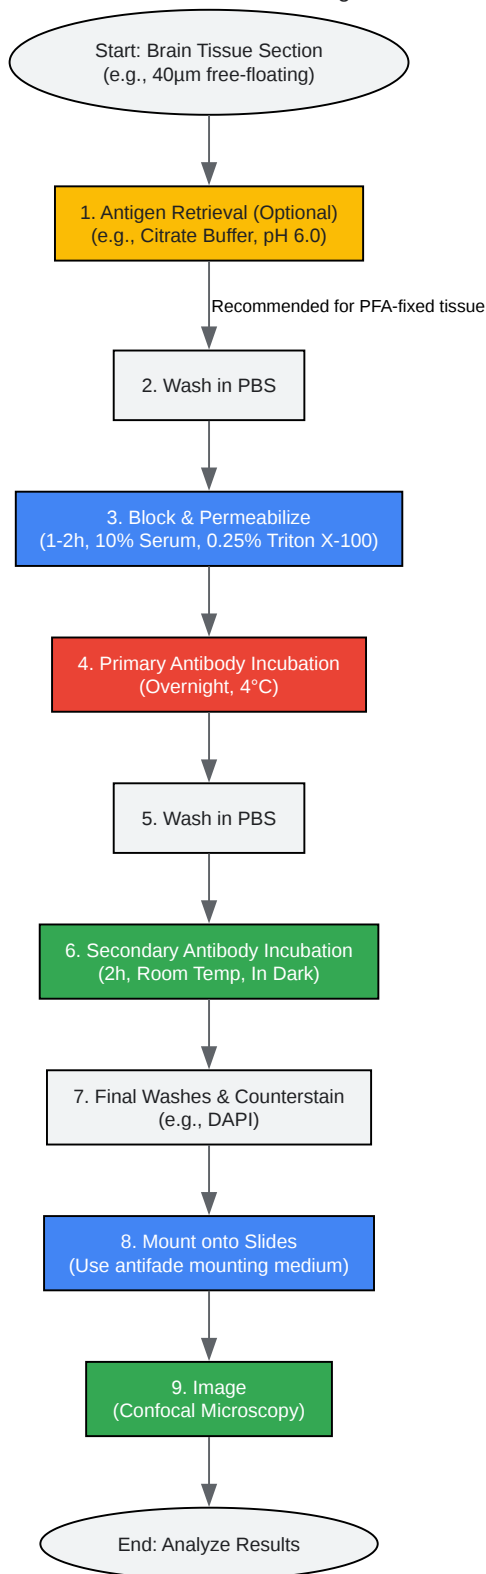 Start: Brain Tissue Section
(e.g., 40µm free-floating)
1. Antigen Retrieval (Optional)
(e.g., Citrate Buffer, pH 6.0)
Recommended for PFA-fixed tissue
2. Wash in PBS
3. Block & Permeabilize
(1-2h, 10% Serum, 0.25% Triton X-100)
4. Primary Antibody Incubation
(Overnight, 4°C)
5. Wash in PBS
6. Secondary Antibody Incubation
(2h, Room Temp, In Dark)
7. Final Washes & Counterstain
(e.g., DAPI)
8. Mount onto Slides
(Use antifade mounting medium)
9. Image
(Confocal Microscopy)
End: Analyze Results